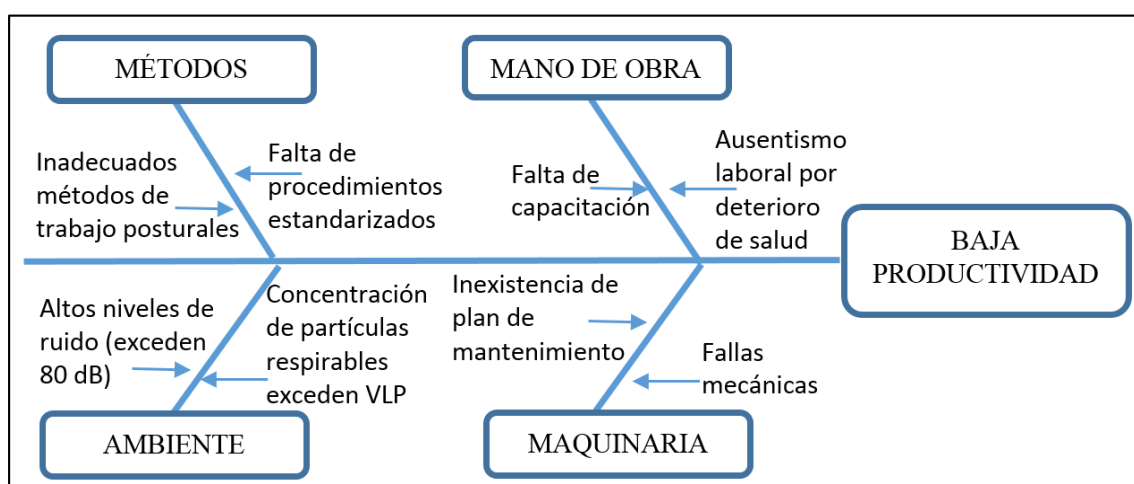 MÉTODOS
MANO DE OBRA
Inadecuados
métodos de
trabajo posturales
Falta de
procedimientos
estandarizados
Falta de
capacitación
Ausentismo
laboral por
deterioro
de salud
BAJA
PRODUCTIVIDAD
Altos niveles de
ruido (exceden
80 dB)
Concentración
de partículas
respirables
exceden VLP
Inexistencia de
plan de
mantenimiento
Fallas
mecánicas
AMBIENTE
MAQUINARIA